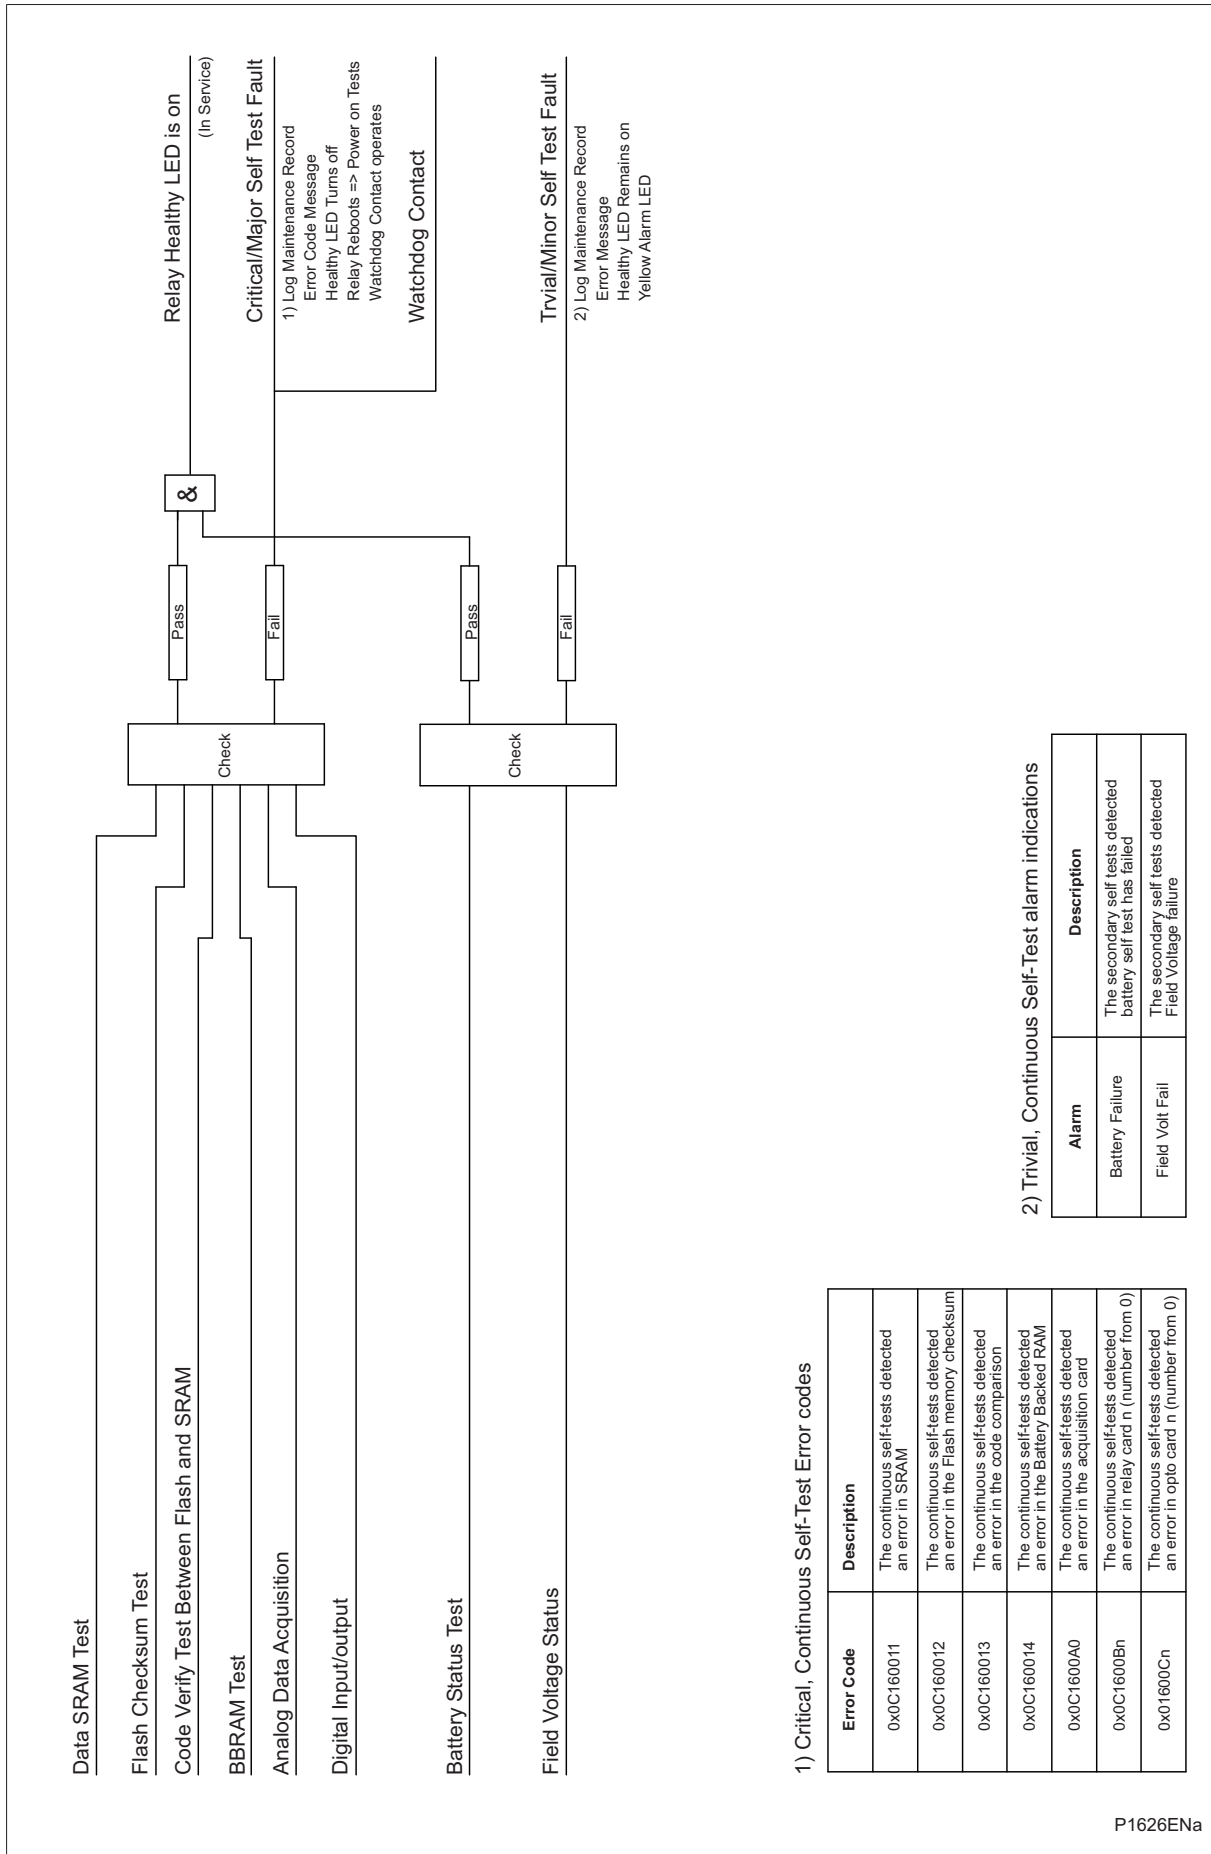 Data SRAM Test
Flash Checksum Test
Code Verify Test Between Flash and SRAM
BBRAM Test
Analog Data Acquisition
Digital Input/output
Battery Status Test
Field Voltage Status
Check
Check
Pass
Fail
Pass
Fail
&
Relay Healthy LED is on
(In Service)
Critical/Major Self Test Fault
1) Log Maintenance Record
Error Code Message
Healthy LED Turns off
Relay Reboots => Power on Tests
Watchdog Contact operates
Watchdog Contact
Trvial/Minor Self Test Fault
2) Log Maintenance Record
Error Message
Healthy LED Remains on
Yellow Alarm LED
1) Critical, Continuous Self-Test Error codes
Error Code
Description
0x0C160011
The continuous self-tests detected
an error in SRAM
0x0C160012
The continuous self-tests detected
an error in the Flash memory checksum
0x0C160013
The continuous self-tests detected
an error in the code comparison
0x0C160014
The continuous self-tests detected
an error in the Battery Backed RAM
0x0C1600A0
The continuous self-tests detected
an error in the acquisition card
0x0C1600Bn
The continuous self-tests detected
an error in relay card n (number from 0)
0x01600Cn
The continuous self-tests detected
an error in opto card n (number from 0)
2) Trivial, Continuous Self-Test alarm indications
Alarm
Description
Battery Failure
The secondary self tests detected
battery self test has failed
Field Volt Fail
The secondary self tests detected
Field Voltage failure
P1626ENa